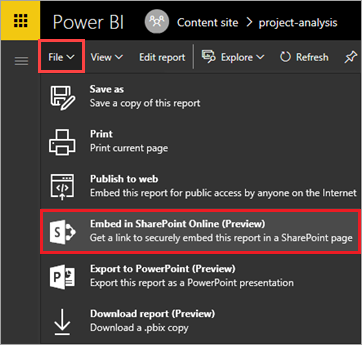 Power BI
Content site > project-analysis
File View Edit report Explore Refresh
Save as
Save a copy of this report
Print
Print current page
Publish to web
Embed this report for public access by anyone on the Internet
Embed in SharePoint Online (Preview)
Get a link to securely embed this report in a SharePoint page
Export to PowerPoint (Preview)
Export this report as a PowerPoint presentation
Download report (Preview)
Download a .pbix copy